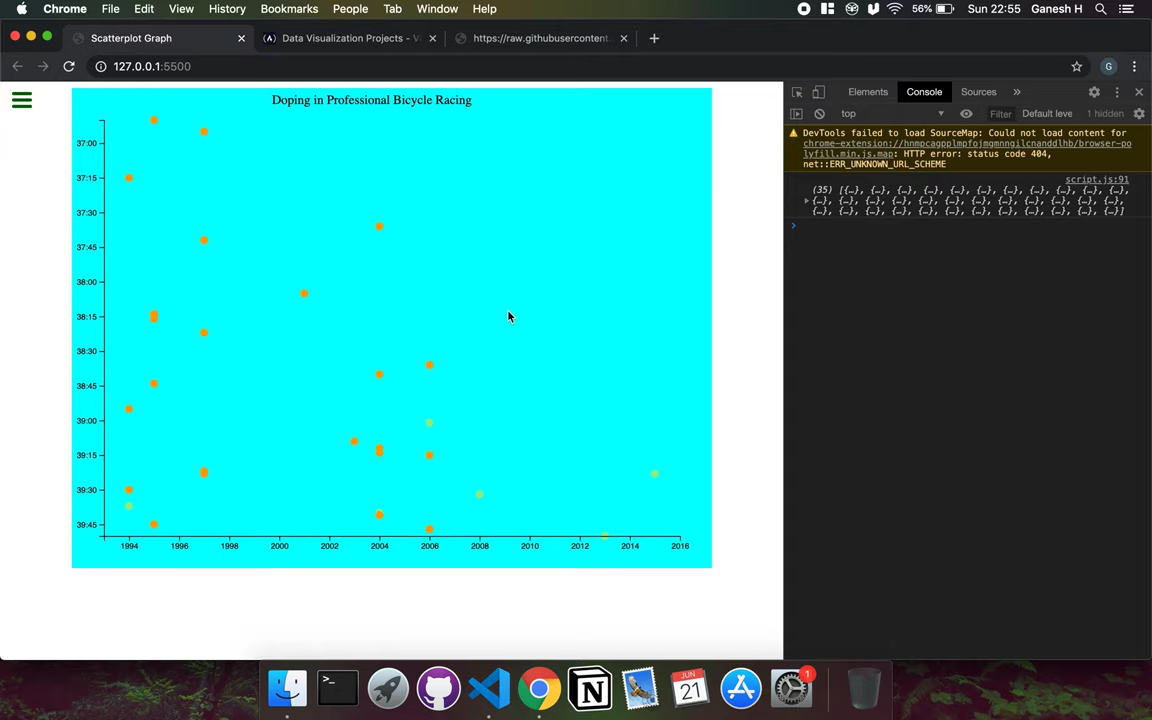 Chrome File Edit View History Bookmarks People Tab Window Help 56% Sun 22:55 Ganesh H
Scatterplot Graph Data Visualization Projects - V https://raw.githubusercontent.
127.0.0.1:5500 G
Doping in Professional Bicycle Racing
37:00
37:15
37:30
37:45
38:00
38:15
38:30
38:45
39:00
39:15
39:30
39:45
1994 1996 1998 2000 2002 2004 2006 2008 2010 2012 2014 2016
Elements Console Sources »
top Filter Default leve 1 hidden
DevTools failed to load SourceMap: Could not load content for
chrome-extension://hnmpcagpplmpfojmgmnngilcnanddlhb/browser-po
lyfill.min.js.map: HTTP error: status code 404,
net::ERR_UNKNOWN_URL_SCHEME
script.js:91
(35) [{…}, {…}, {…}, {…}, {…}, {…}, {…}, {…}, {…}, {…}, {…},
{…}, {…}, {…}, {…}, {…}, {…}, {…}, {…}, {…}, {…}, {…}, {…},
{…}, {…}, {…}, {…}, {…}, {…}, {…}, {…}, {…}, {…}, {…}, {…}]
>_
JUN
21
1